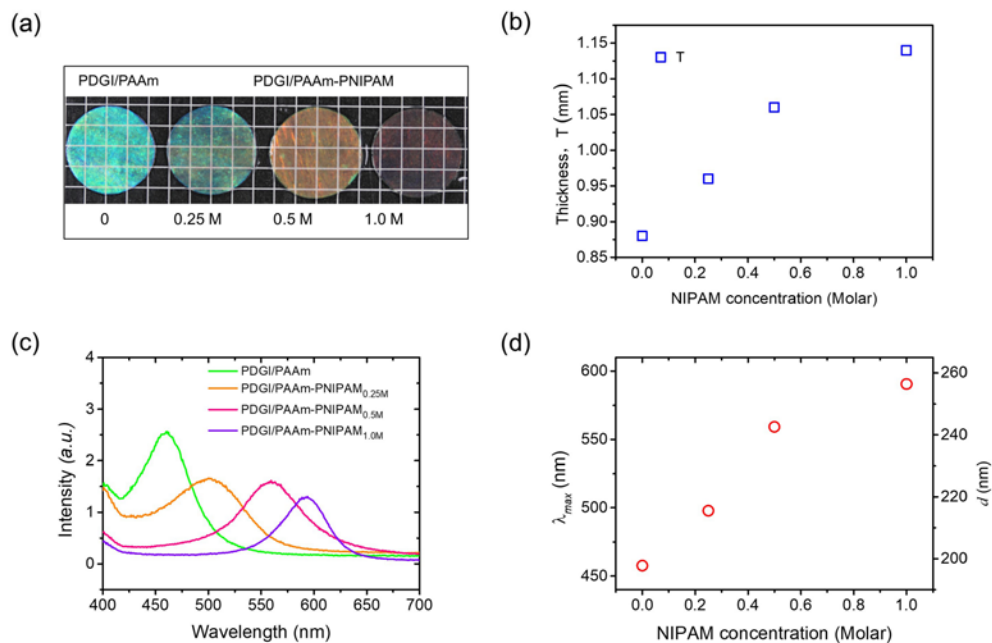 (a)
PDGI/PAAm PDGI/PAAm-PNIPAM
0 0.25 M 0.5 M 1.0 M
(b)
1.15
1.10
1.05
1.00
0.95
0.90
0.85
Thickness, T (mm)
T
0.0 0.2 0.4 0.6 0.8 1.0
NIPAM concentration (Molar)
(c)
4
3
2
1
0
Intensity (a.u.)
PDGI/PAAm
PDGI/PAAm-PNIPAM0.25M
PDGI/PAAm-PNIPAM0.5M
PDGI/PAAm-PNIPAM1.0M
400 450 500 550 600 650 700
Wavelength (nm)
(d)
600
550
500
450
λmax (nm)
260
240
220
200
d (nm)
0.0 0.2 0.4 0.6 0.8 1.0
NIPAM concentration (Molar)